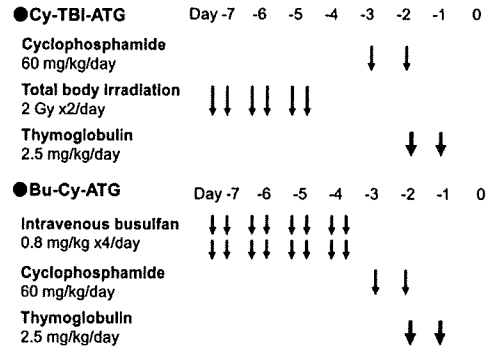 ●Cy-TBI-ATG Day -7 -6 -5 -4 -3 -2 -1 0
Cyclophosphamide
60 mg/kg/day
Total body irradiation
2 Gy x2/day
Thymoglobulin
2.5 mg/kg/day
●Bu-Cy-ATG Day -7 -6 -5 -4 -3 -2 -1 0
Intravenous busulfan
0.8 mg/kg x4/day
Cyclophosphamide
60 mg/kg/day
Thymoglobulin
2.5 mg/kg/day